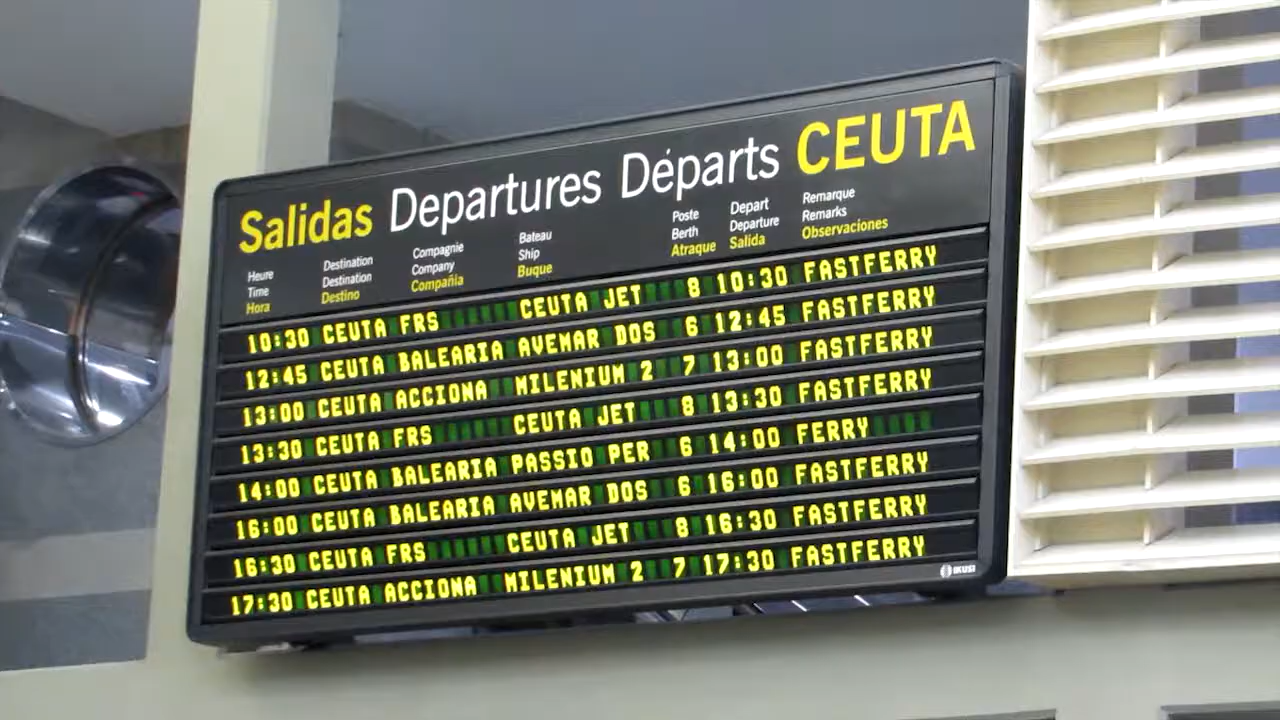 Salidas Departures Départs CEUTA
Heure Destination Compagnie Bateau Poste Depart Remarque
Time Destination Company Ship Berth Departure Remarks
Hora Destino Compañia Buque Atraque Salida Observaciones
10:30 CEUTA FRS CEUTA JET 8 10:30 FASTFERRY
12:45 CEUTA BALEARIA AVEMAR DOS 6 12:45 FASTFERRY
13:00 CEUTA ACCIONA MILENIUM 2 7 13:00 FASTFERRY
13:30 CEUTA FRS CEUTA JET 8 13:30 FASTFERRY
14:00 CEUTA BALEARIA PASSIO PER 6 14:00 FERRY
16:00 CEUTA BALEARIA AVEMAR DOS 6 16:00 FASTFERRY
16:30 CEUTA FRS CEUTA JET 8 16:30 FASTFERRY
17:30 CEUTA ACCIONA MILENIUM 2 7 17:30 FASTFERRY
IKUSI